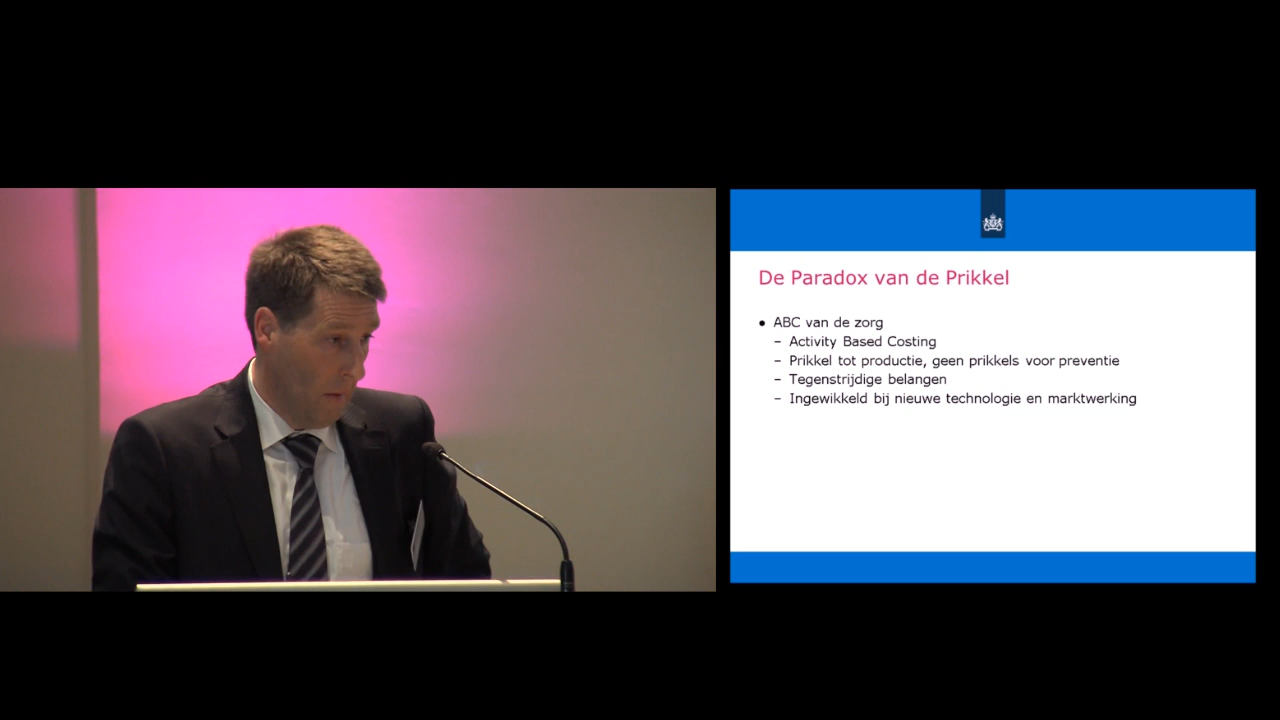 De Paradox van de Prikkel
• ABC van de zorg
– Activity Based Costing
– Prikkel tot productie, geen prikkels voor preventie
– Tegenstrijdige belangen
– Ingewikkeld bij nieuwe technologie en marktwerking